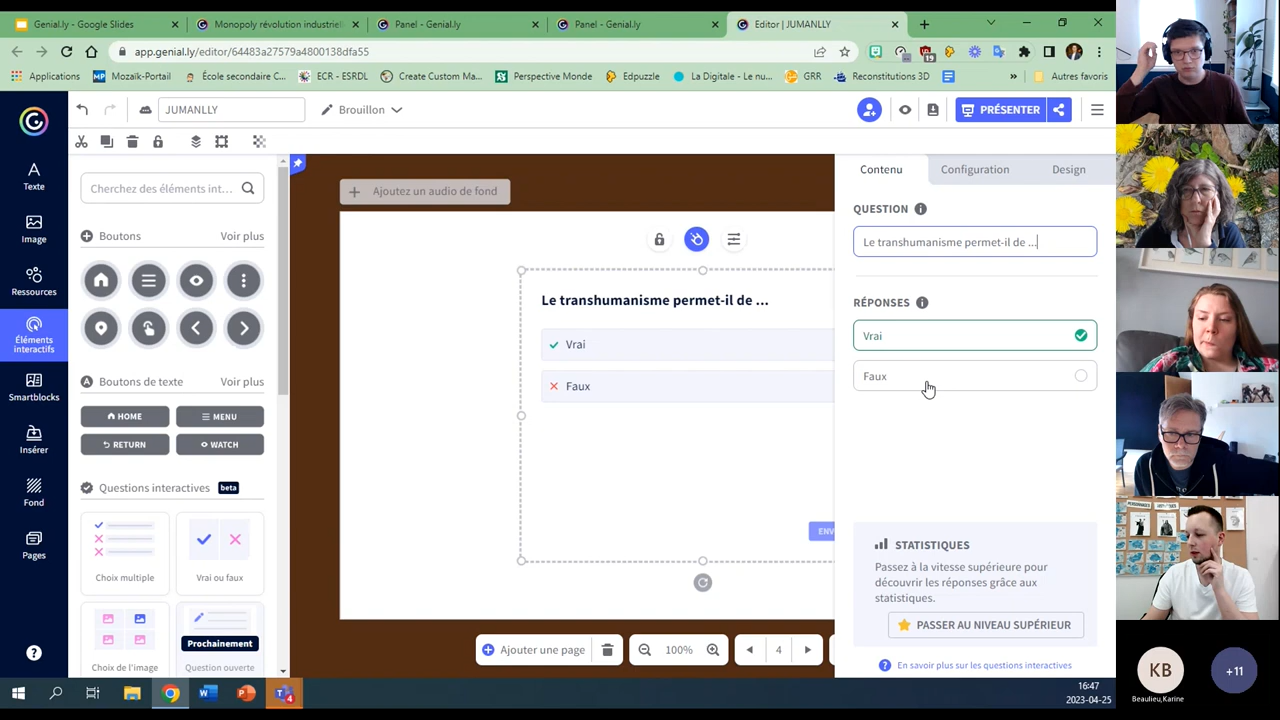 Genial.ly - Google Slides
Monopoly révolution industriel
Panel - Genial.ly
Panel - Genial.ly
Editor | JUMANLLY
app.genial.ly/editor/64483a27579a4800138dfa55
19
Applications
MP Mozaïk-Portail
École secondaire C...
ECR - ESRDL
Create Custom Ma...
Perspective Monde
Edpuzzle
La Digitale - Le nu...
GRR
Reconstitutions 3D
»
Autres favoris
JUMANLLY
Brouillon
PRÉSENTER
Texte
Image
Ressources
Éléments interactifs
Smartblocks
Insérer
Fond
Pages
Cherchez des éléments int...
Boutons
Voir plus
Boutons de texte
Voir plus
HOME
MENU
RETURN
WATCH
Questions interactives
beta
Choix multiple
Vrai ou faux
Choix de l'image
Prochainement
Question ouverte
Ajoutez un audio de fond
Le transhumanisme permet-il de ...
Vrai
Faux
ENV
Ajouter une page
100%
4
Contenu
Configuration
Design
QUESTION
Le transhumanisme permet-il de ...
RÉPONSES
Vrai
Faux
STATISTIQUES
Passez à la vitesse supérieure pour
découvrir les réponses grâce aux
statistiques.
PASSER AU NIVEAU SUPÉRIEUR
En savoir plus sur les questions interactives
16:47
2023-04-25
KB
Beaulieu,Karine
+11